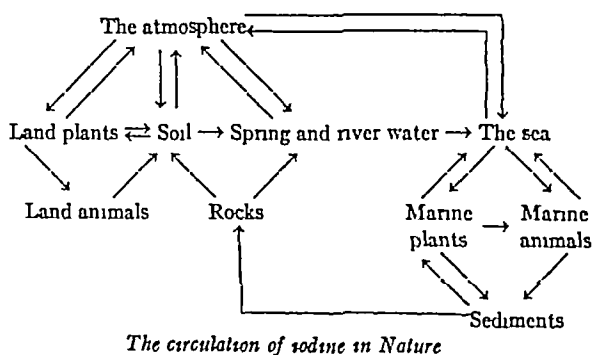 The atmosphere
Land plants ⇌ Soil → Spring and river water → The sea
Land animals Rocks Marine plants → Marine animals
Sediments
The circulation of iodine in Nature